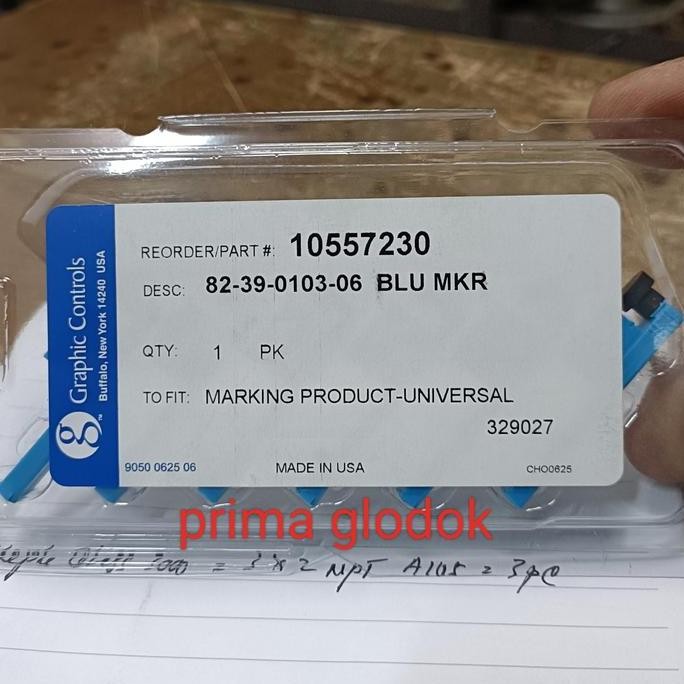 Graphic Controls
Buffalo, New York 14240 USA
g™
REORDER/PART #: 10557230
DESC: 82-39-0103-06 BLU MKR
QTY: 1 PK
TO FIT: MARKING PRODUCT-UNIVERSAL
329027
9050 0625 06 MADE IN USA CHO0625
prima glodok
3000 = 3 x 2 NPT A105 = 3pc